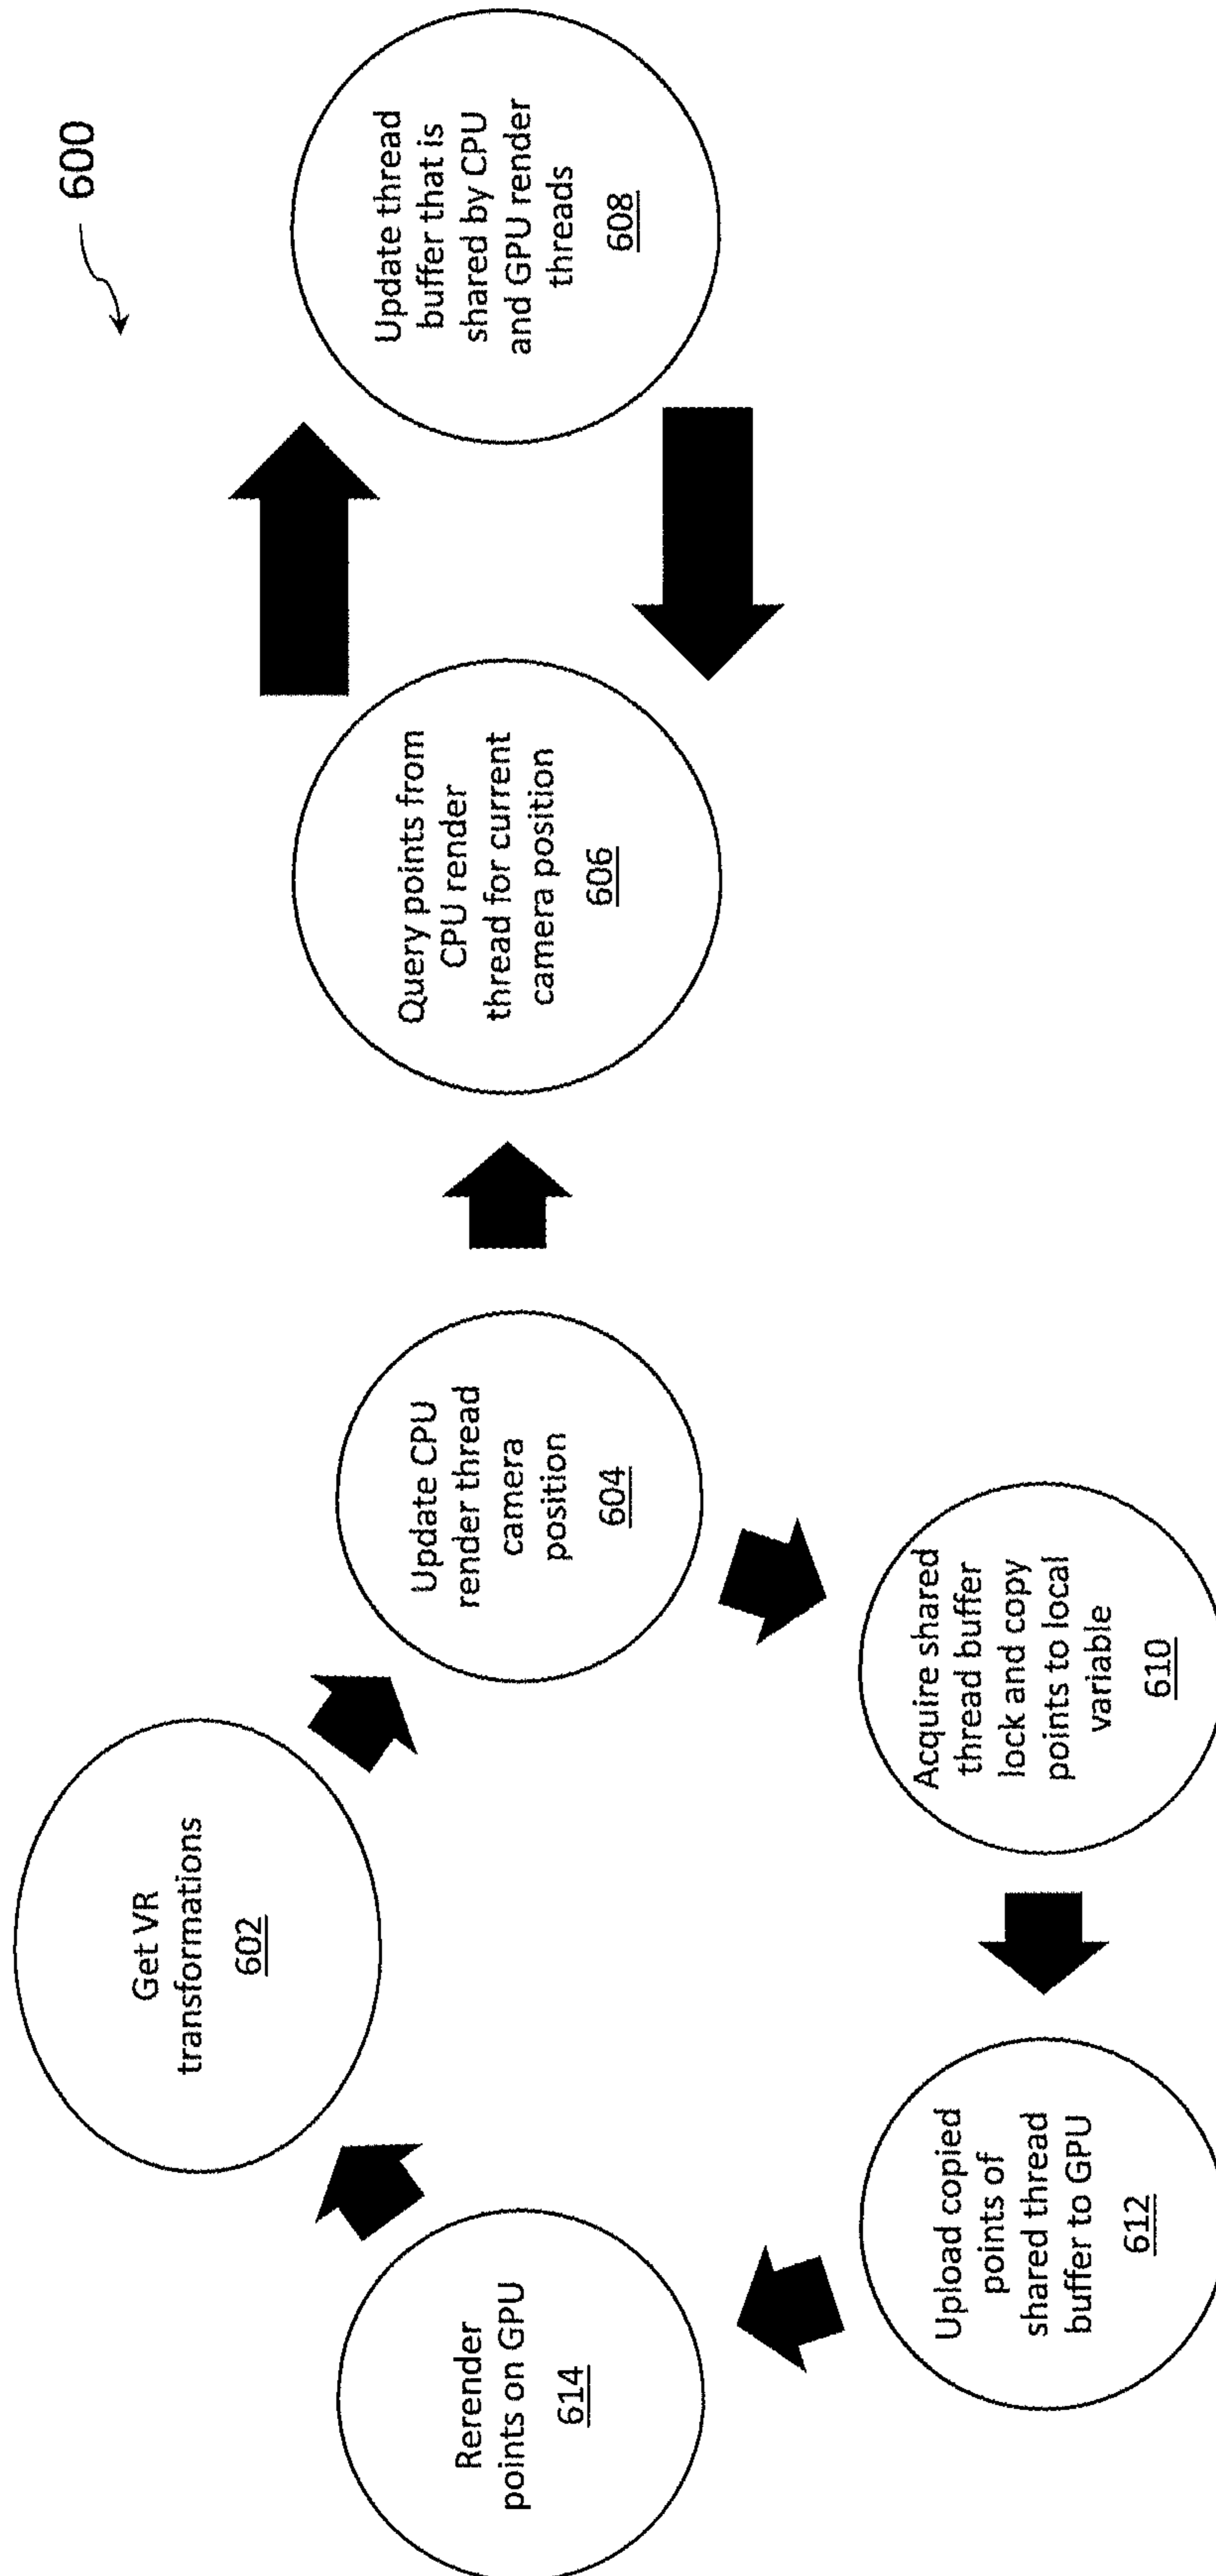 600
Get VR
transformations
602
Update CPU
render thread
camera
position
604
Query points from
CPU render
thread for current
camera position
606
Update thread
buffer that is
shared by CPU
and GPU render
threads
608
Acquire shared
thread buffer
lock and copy
points to local
variable
610
Upload copied
points of
shared thread
buffer to GPU
612
Rerender
points on GPU
614